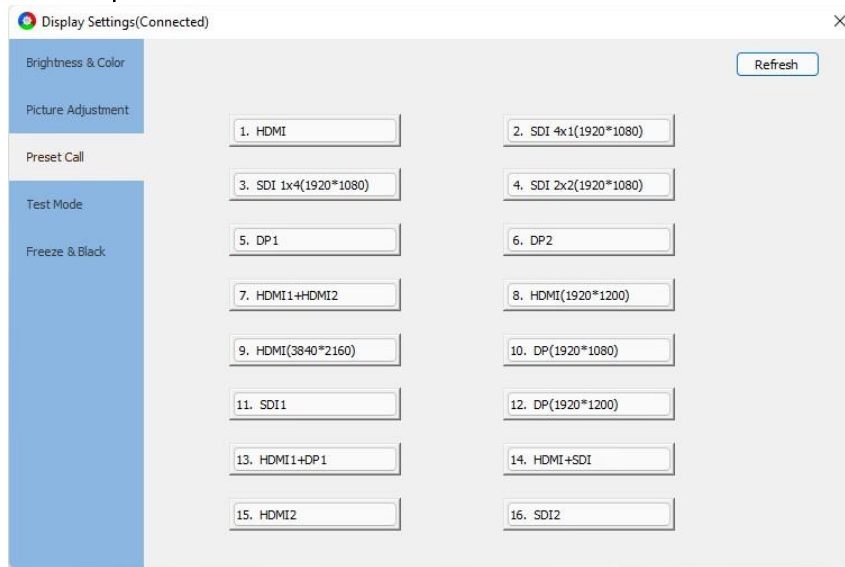 Display Settings(Connected)
Brightness & Color
Refresh
Picture Adjustment
1. HDMI
2. SDI 4x1(1920*1080)
Preset Call
3. SDI 1x4(1920*1080)
4. SDI 2x2(1920*1080)
Test Mode
5. DP1
6. DP2
Freeze & Black
7. HDMI1+HDMI2
8. HDMI(1920*1200)
9. HDMI(3840*2160)
10. DP(1920*1080)
11. SDI1
12. DP(1920*1200)
13. HDMI1+DP1
14. HDMI+SDI
15. HDMI2
16. SDI2